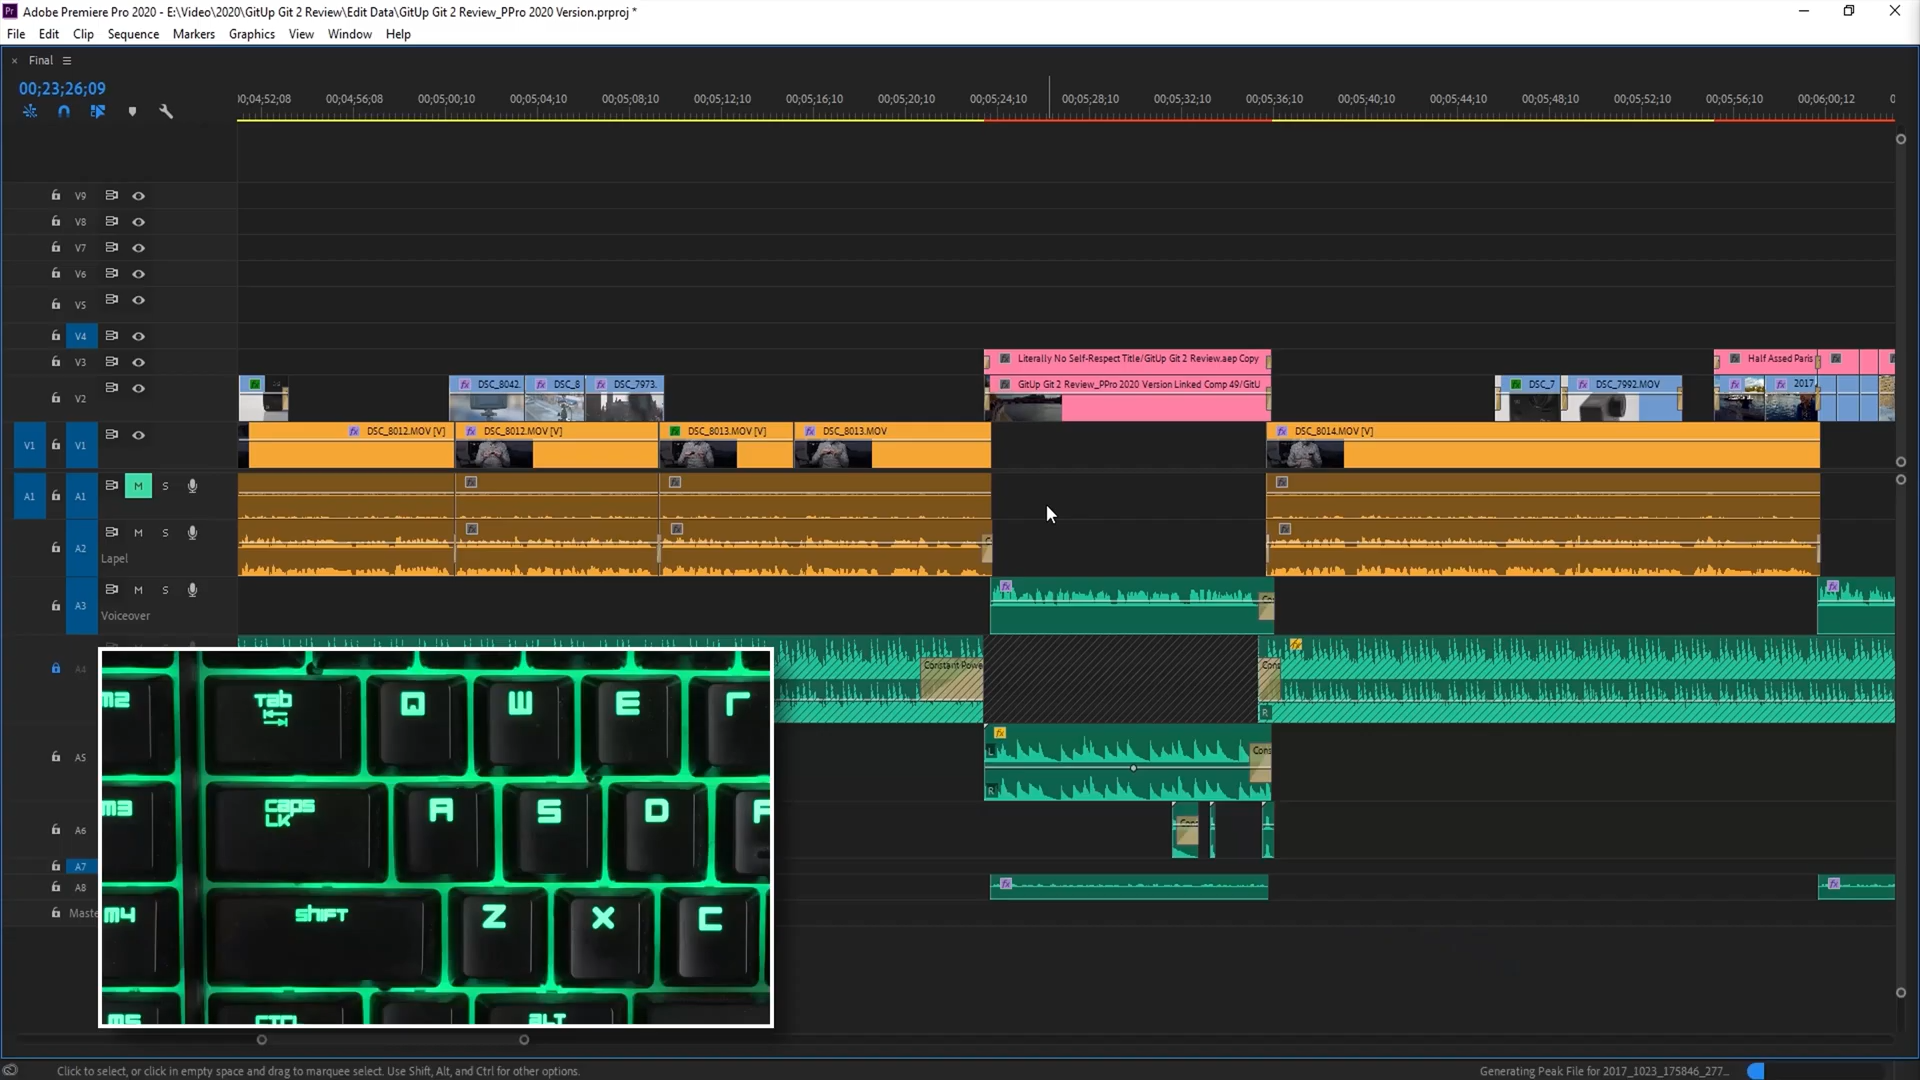 Adobe Premiere Pro 2020 - E:\Video\2020\GitUp Git 2 Review\Edit Data\GitUp Git 2 Review_PPro 2020 Version.prproj *
File Edit Clip Sequence Markers Graphics View Window Help
Final
00;23;26;09
00;04;52;08 00;04;56;08 00;05;00;10 00;05;04;10 00;05;08;10 00;05;12;10 00;05;16;10 00;05;20;10 00;05;24;10 00;05;28;10 00;05;32;10 00;05;36;10 00;05;40;10 00;05;44;10 00;05;48;10 00;05;52;10 00;05;56;10 00;06;00;12 0
V9
V8
V7
V6
V5
V4
V3 Literally No Self-Respect Title/GitUp Git 2 Review.aep Copy Half Assed Paris
V2 DSC_8042. DSC_8 DSC_7973. GitUp Git 2 Review_PPro 2020 Version Linked Comp 49/GitU DSC_7 DSC_7992.MOV 2017
V1 V1 DSC_8012.MOV [V] DSC_8012.MOV [V] DSC_8013.MOV [V] DSC_8013.MOV DSC_8014.MOV [V]
A1 A1 M S
A2 M S
Lapel
A3 M S
Voiceover
A4 Constant Powe Cons
R
A5 L Cons
R
A6 Cons
A7
A8
Maste
M2 Tab Q W E r
M3 Caps LK A S D F
M4 shift Z X C
M5 CTRL ALT
Click to select, or click in empty space and drag to marquee select. Use Shift, Alt, and Ctrl for other options.
Generating Peak File for 2017_1023_175846_277...